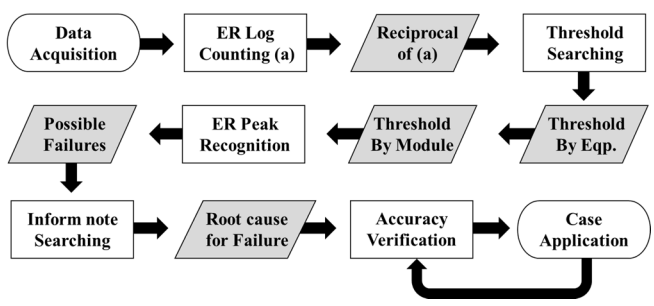 Data
Acquisition
ER Log
Counting (a)
Reciprocal
of (a)
Threshold
Searching
Threshold
By Eqp.
Threshold
By Module
ER Peak
Recognition
Possible
Failures
Inform note
Searching
Root cause
for Failure
Accuracy
Verification
Case
Application